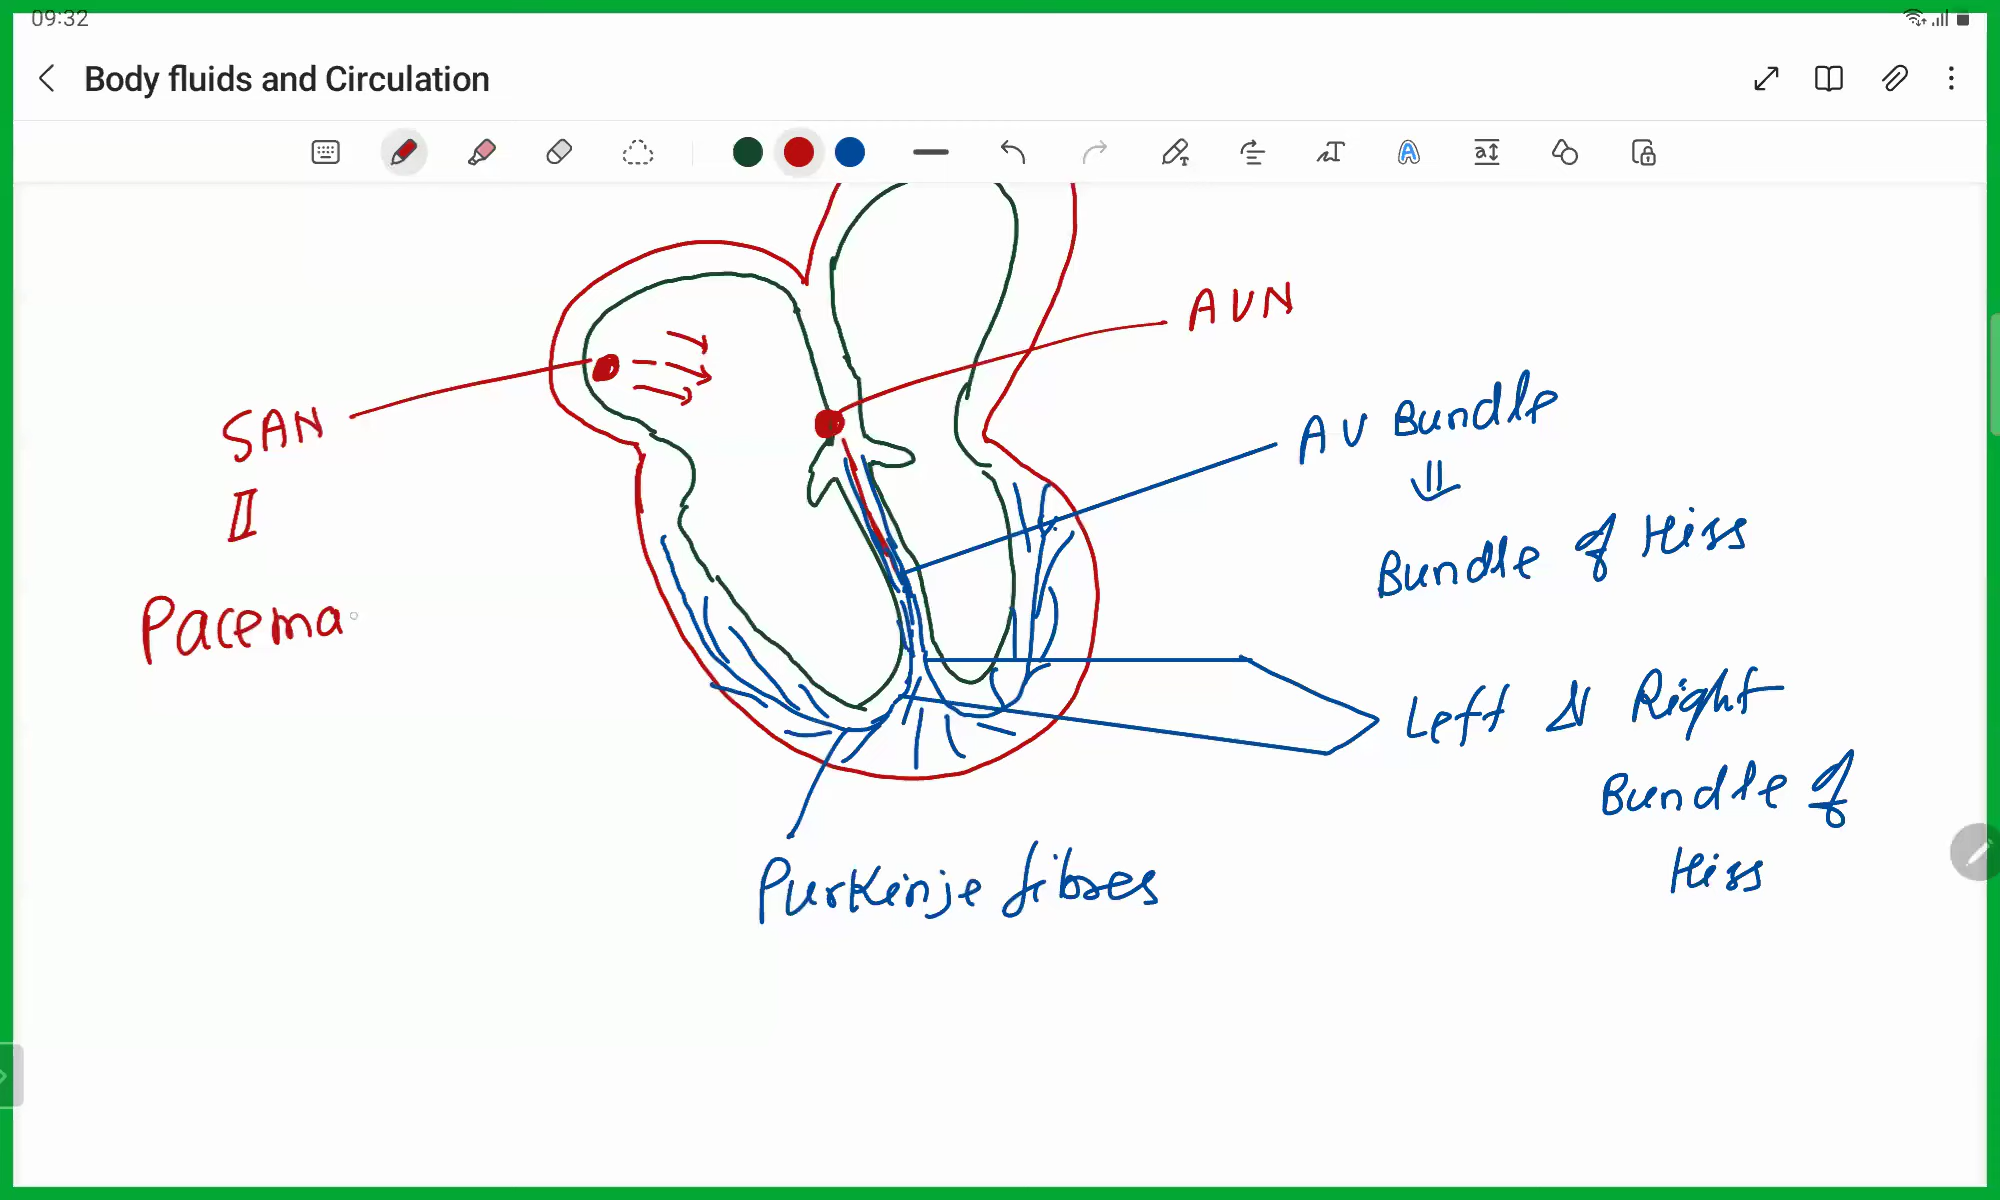 09:32
Body fluids and Circulation
AVN
SAN
II
Pacema
AV Bundle
Bundle of Hiss
Left & Right
Bundle of
Hiss
Purkinje fibres